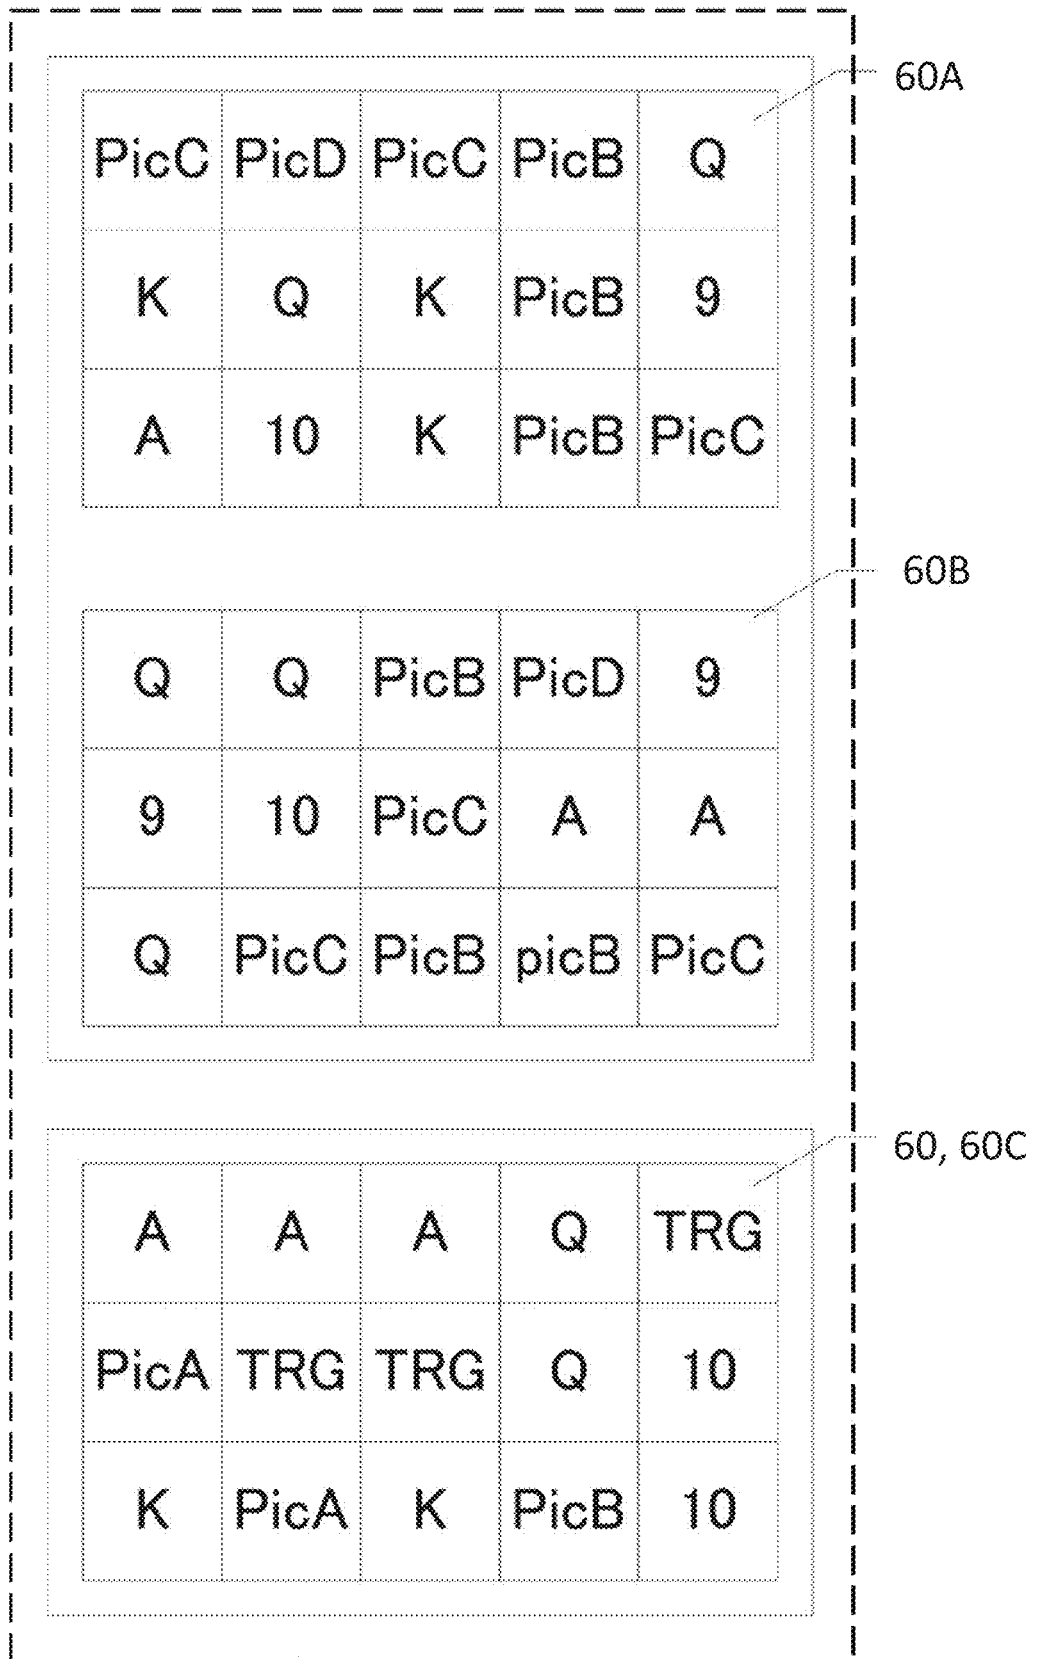 60A
PicC PicD PicC PicB Q
K Q K PicB 9
A 10 K PicB PicC
60B
Q Q PicB PicD 9
9 10 PicC A A
Q PicC PicB picB PicC
60, 60C
A A A Q TRG
PicA TRG TRG Q 10
K PicA K PicB 10